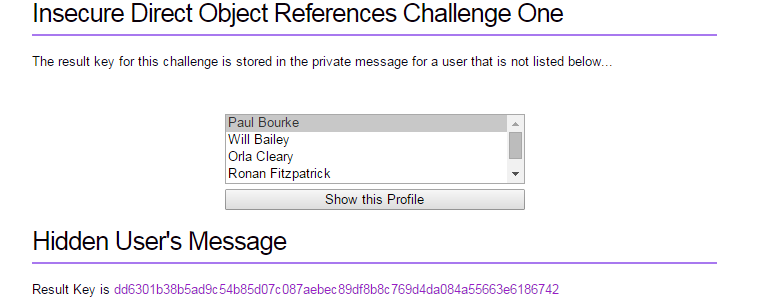 Insecure Direct Object References Challenge One
The result key for this challenge is stored in the private message for a user that is not listed below...
Paul Bourke
Will Bailey
Orla Cleary
Ronan Fitzpatrick
Show this Profile
Hidden User's Message
Result Key is dd6301b38b5ad9c54b85d07c087aebec89df8b8c769d4da084a55663e6186742